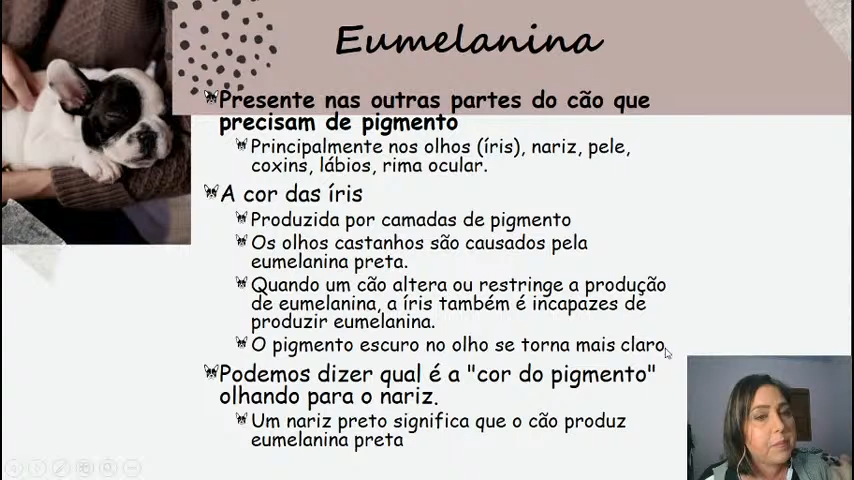 Eumelanina
Presente nas outras partes do cão que
precisam de pigmento
Principalmente nos olhos (íris), nariz, pele,
coxins, lábios, rima ocular.
A cor das íris
Produzida por camadas de pigmento
Os olhos castanhos são causados pela
eumelanina preta.
Quando um cão altera ou restringe a produção
de eumelanina, a íris também é incapazes de
produzir eumelanina.
O pigmento escuro no olho se torna mais claro.
Podemos dizer qual é a "cor do pigmento"
olhando para o nariz.
Um nariz preto significa que o cão produz
eumelanina preta